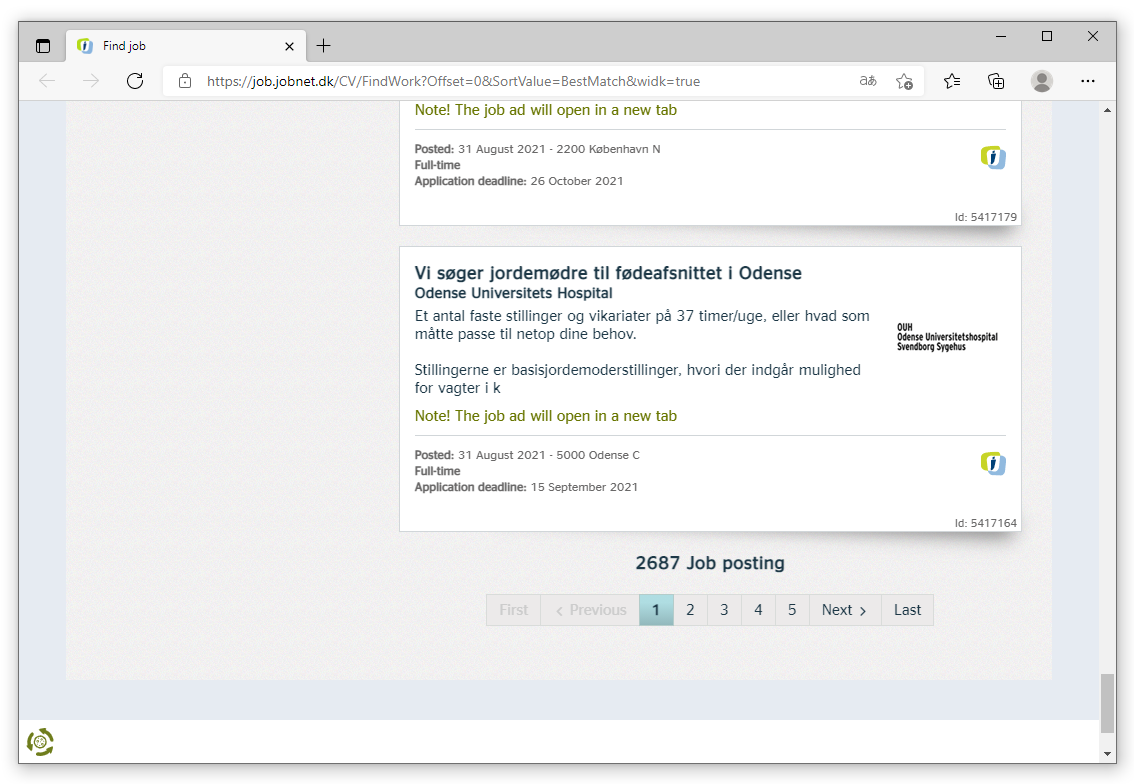 Find job
https://job.jobnet.dk/CV/FindWork?Offset=0&SortValue=BestMatch&widk=true
aあ
Note! The job ad will open in a new tab
Posted: 31 August 2021 - 2200 København N
Full-time
Application deadline: 26 October 2021
Id: 5417179
Vi søger jordemødre til fødeafsnittet i Odense
Odense Universitets Hospital
Et antal faste stillinger og vikariater på 37 timer/uge, eller hvad som
måtte passe til netop dine behov.
OUH
Odense Universitetshospital
Svendborg Sygehus
Stillingerne er basisjordemoderstillinger, hvori der indgår mulighed
for vagter i k
Note! The job ad will open in a new tab
Posted: 31 August 2021 - 5000 Odense C
Full-time
Application deadline: 15 September 2021
Id: 5417164
2687 Job posting
First ‹ Previous 1 2 3 4 5 Next › Last